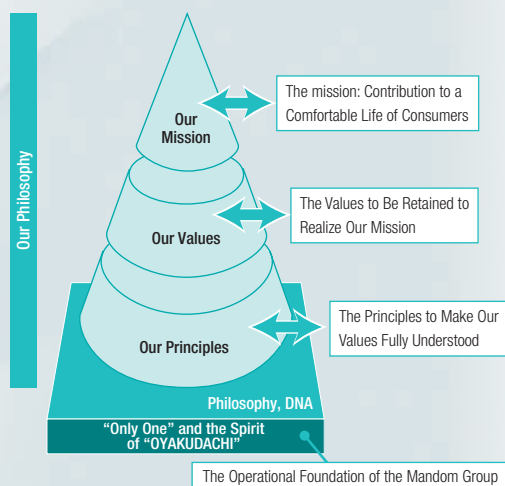 Our Philosophy
Our
Mission
The mission: Contribution to a
Comfortable Life of Consumers
Our Values
The Values to Be Retained to
Realize Our Mission
Our Principles
The Principles to Make Our
Values Fully Understood
Philosophy, DNA
“Only One” and the Spirit
of “OYAKUDACHI”
The Operational Foundation of the Mandom Group